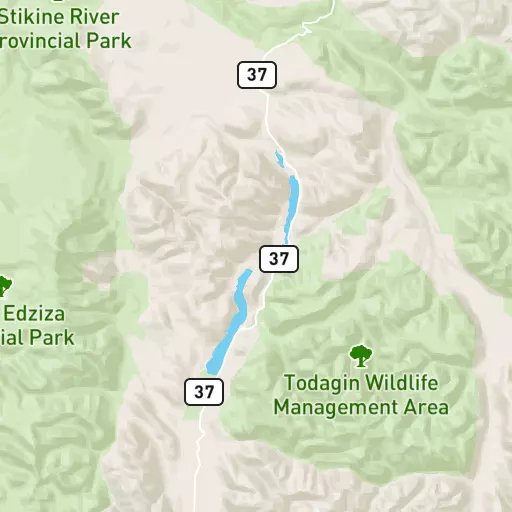 Stikine River
rovincial Park
37
37
Edziza
ial Park
Todagin Wildlife
Management Area
37